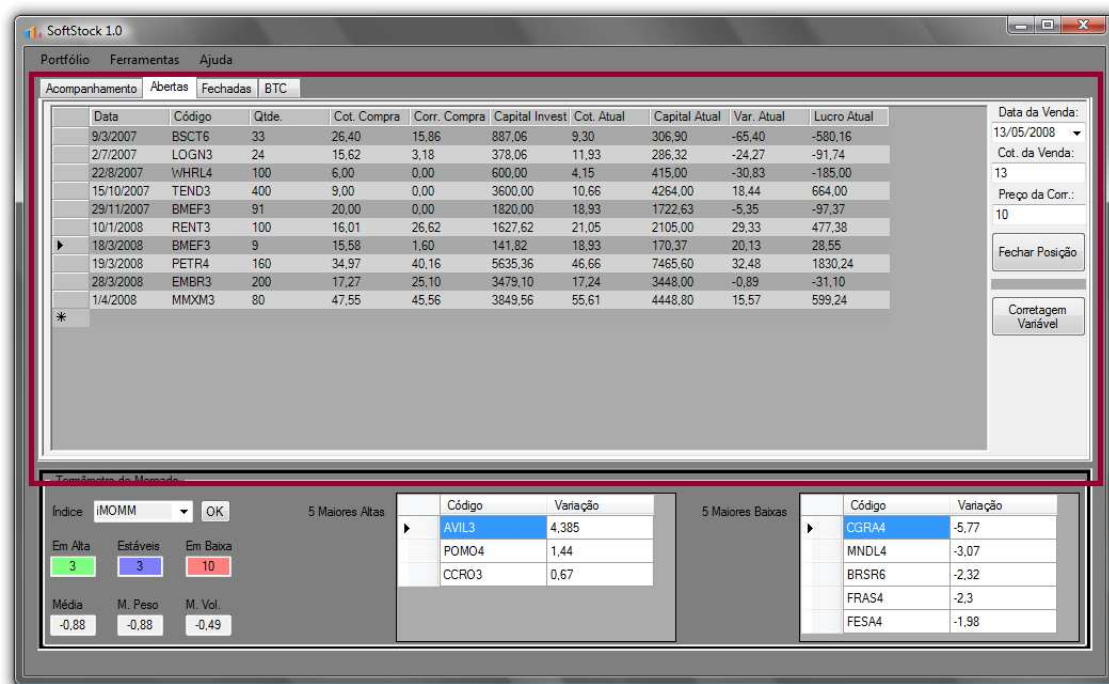 SoftStock 1.0
Portfólio Ferramentas Ajuda
Acompanhamento Abertas Fechadas BTC
Data Código Qtde. Cot. Compra Corr. Compra Capital Invest Cot. Atual Capital Atual Var. Atual Lucro Atual
9/3/2007 BSCT6 33 26,40 15,86 887,06 9,30 306,90 -65,40 -580,16
2/7/2007 LOGN3 24 15,62 3,18 378,06 11,93 286,32 -24,27 -91,74
22/8/2007 WHRL4 100 6,00 0,00 600,00 4,15 415,00 -30,83 -185,00
15/10/2007 TEND3 400 9,00 0,00 3600,00 10,66 4264,00 18,44 664,00
29/11/2007 BMEF3 91 20,00 0,00 1820,00 18,93 1722,63 -5,35 -97,37
10/1/2008 RENT3 100 16,01 26,62 1627,62 21,05 2105,00 29,33 477,38
18/3/2008 BMEF3 9 15,58 1,60 141,82 18,93 170,37 20,13 28,55
19/3/2008 PETR4 160 34,97 40,16 5635,36 46,66 7465,60 32,48 1830,24
28/3/2008 EMBR3 200 17,27 25,10 3479,10 17,24 3448,00 -0,89 -31,10
1/4/2008 MMXM3 80 47,55 45,56 3849,56 55,61 4448,80 15,57 599,24
Data da Venda:
13/05/2008
Cot. da Venda:
13
Preço da Corr.:
10
Fechar Posição
Corretagem
Variável
Termômetro do Mercado
Índice iMOMM OK
Em Alta Estáveis Em Baixa
3 3 10
Média M. Peso M. Vol.
-0,88 -0,88 -0,49
5 Maiores Altas
Código Variação
AVIL3 4,385
POMO4 1,44
CCRO3 0,67
5 Maiores Baixas
Código Variação
CGRA4 -5,77
MNDL4 -3,07
BRSR6 -2,32
FRAS4 -2,3
FESA4 -1,98